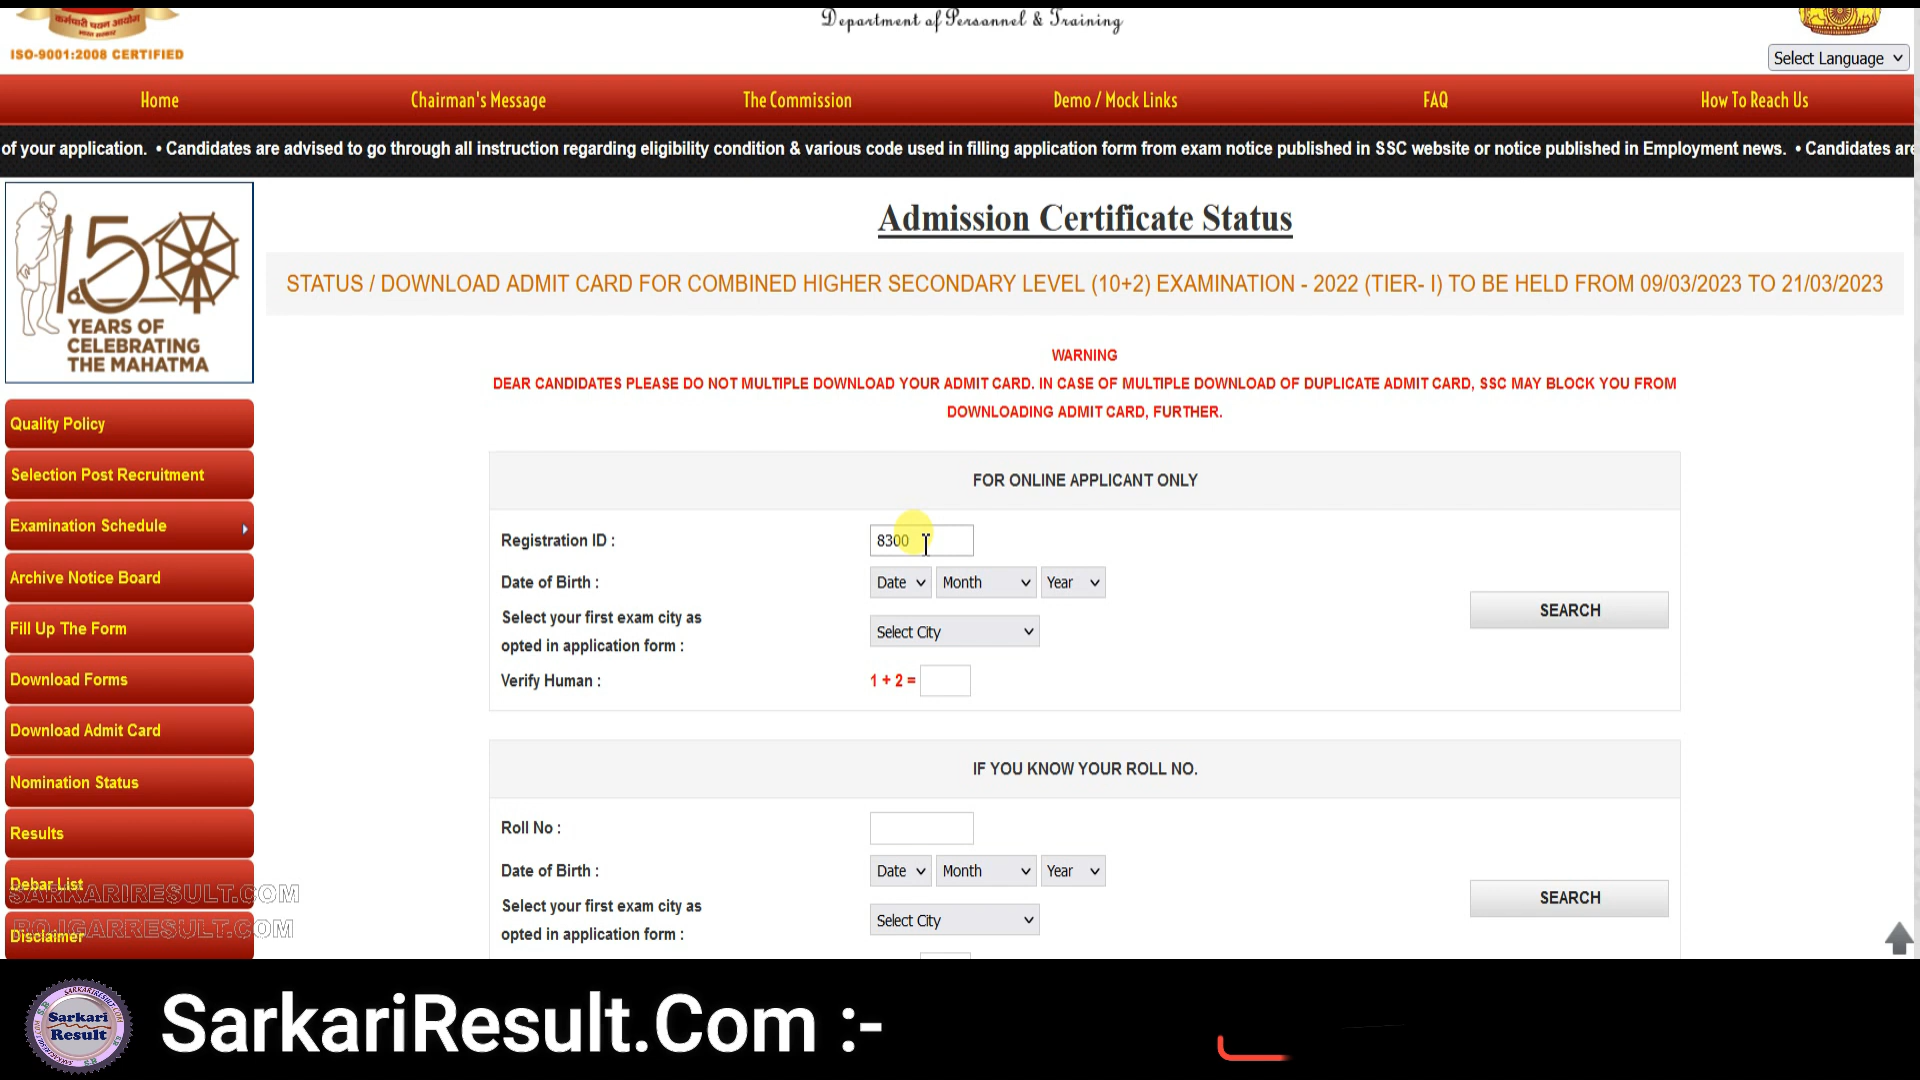 कर्मचारी चयन आयोग
भारत सरकार
ISO-9001:2008 CERTIFIED
Department of Personnel & Training
Select Language
Home
Chairman's Message
The Commission
Demo / Mock Links
FAQ
How To Reach Us
of your application. • Candidates are advised to go through all instruction regarding eligibility condition & various code used in filling application form from exam notice published in SSC website or notice published in Employment news. • Candidates are
150
YEARS OF
CELEBRATING
THE MAHATMA
Quality Policy
Selection Post Recruitment
Examination Schedule
Archive Notice Board
Fill Up The Form
Download Forms
Download Admit Card
Nomination Status
Results
Debar List
SARKARIRESULT.COM
ROJGARRESULT.COM
Disclaimer
Admission Certificate Status
STATUS / DOWNLOAD ADMIT CARD FOR COMBINED HIGHER SECONDARY LEVEL (10+2) EXAMINATION - 2022 (TIER- I) TO BE HELD FROM 09/03/2023 TO 21/03/2023
WARNING
DEAR CANDIDATES PLEASE DO NOT MULTIPLE DOWNLOAD YOUR ADMIT CARD. IN CASE OF MULTIPLE DOWNLOAD OF DUPLICATE ADMIT CARD, SSC MAY BLOCK YOU FROM
DOWNLOADING ADMIT CARD, FURTHER.
FOR ONLINE APPLICANT ONLY
Registration ID : 8300
Date of Birth : Date Month Year
Select your first exam city as
opted in application form : Select City
SEARCH
Verify Human : 1 + 2 =
IF YOU KNOW YOUR ROLL NO.
Roll No :
Date of Birth : Date Month Year
Select your first exam city as
opted in application form : Select City
SEARCH
Sarkari
Result
SarkariResult.Com :-